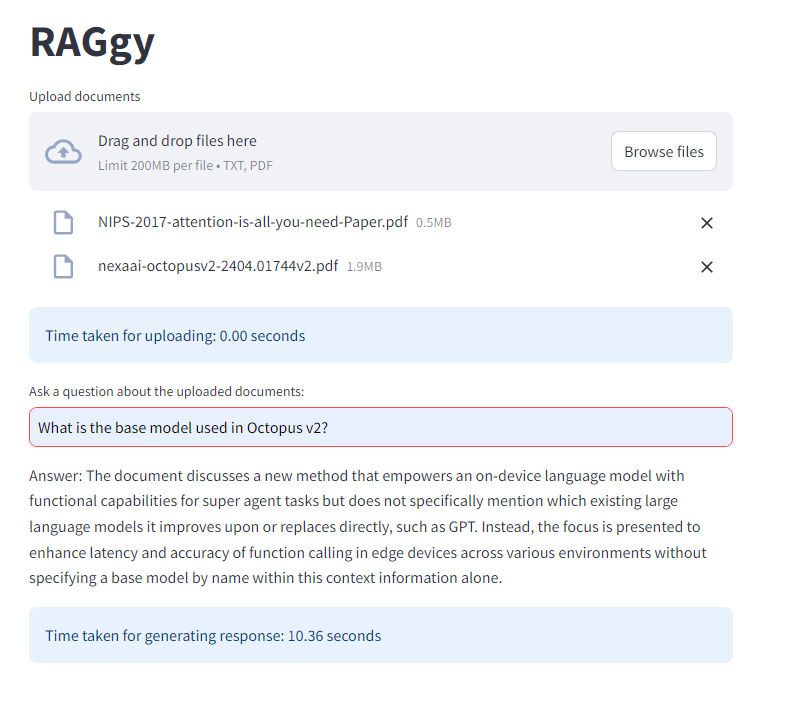 RAGgy
Upload documents
Drag and drop files here
Limit 200MB per file • TXT, PDF
Browse files
NIPS-2017-attention-is-all-you-need-Paper.pdf 0.5MB
nexaai-octopusv2-2404.01744v2.pdf 1.9MB
Time taken for uploading: 0.00 seconds
Ask a question about the uploaded documents:
What is the base model used in Octopus v2?
Answer: The document discusses a new method that empowers an on-device language model with
functional capabilities for super agent tasks but does not specifically mention which existing large
language models it improves upon or replaces directly, such as GPT. Instead, the focus is presented to
enhance latency and accuracy of function calling in edge devices across various environments without
specifying a base model by name within this context information alone.
Time taken for generating response: 10.36 seconds